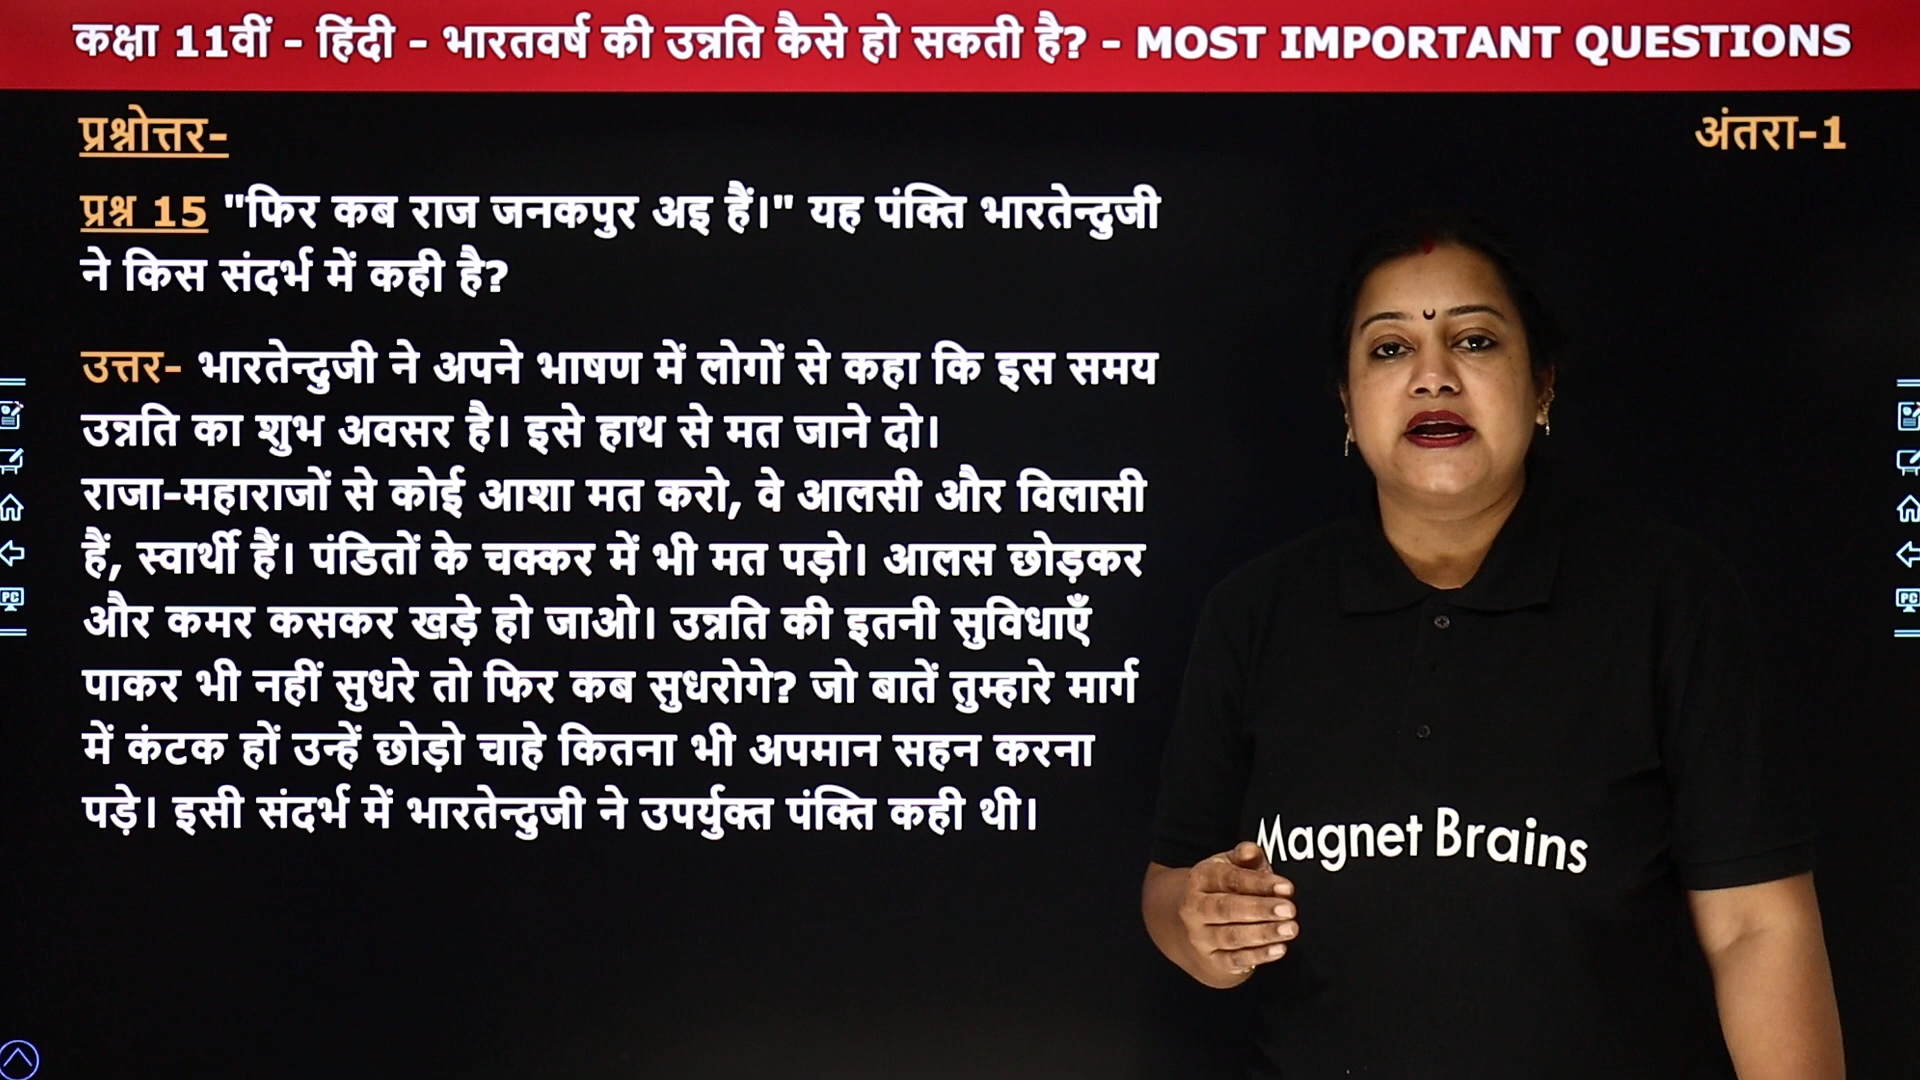 कक्षा 11वीं - हिंदी - भारतवर्ष की उन्नति कैसे हो सकती है? - MOST IMPORTANT QUESTIONS
प्रश्नोत्तर-
अंतरा-1
प्रश्न 15 "फिर कब राज जनकपुर अइ हैं।" यह पंक्ति भारतेन्दुजी
ने किस संदर्भ में कही है?
उत्तर- भारतेन्दुजी ने अपने भाषण में लोगों से कहा कि इस समय
उन्नति का शुभ अवसर है। इसे हाथ से मत जाने दो।
राजा-महाराजों से कोई आशा मत करो, वे आलसी और विलासी
हैं, स्वार्थी हैं। पंडितों के चक्कर में भी मत पड़ो। आलस छोड़कर
और कमर कसकर खड़े हो जाओ। उन्नति की इतनी सुविधाएँ
पाकर भी नहीं सुधरे तो फिर कब सुधरोगे? जो बातें तुम्हारे मार्ग
में कंटक हों उन्हें छोड़ो चाहे कितना भी अपमान सहन करना
पड़े। इसी संदर्भ में भारतेन्दुजी ने उपर्युक्त पंक्ति कही थी।
Magnet Brains
PC
PC